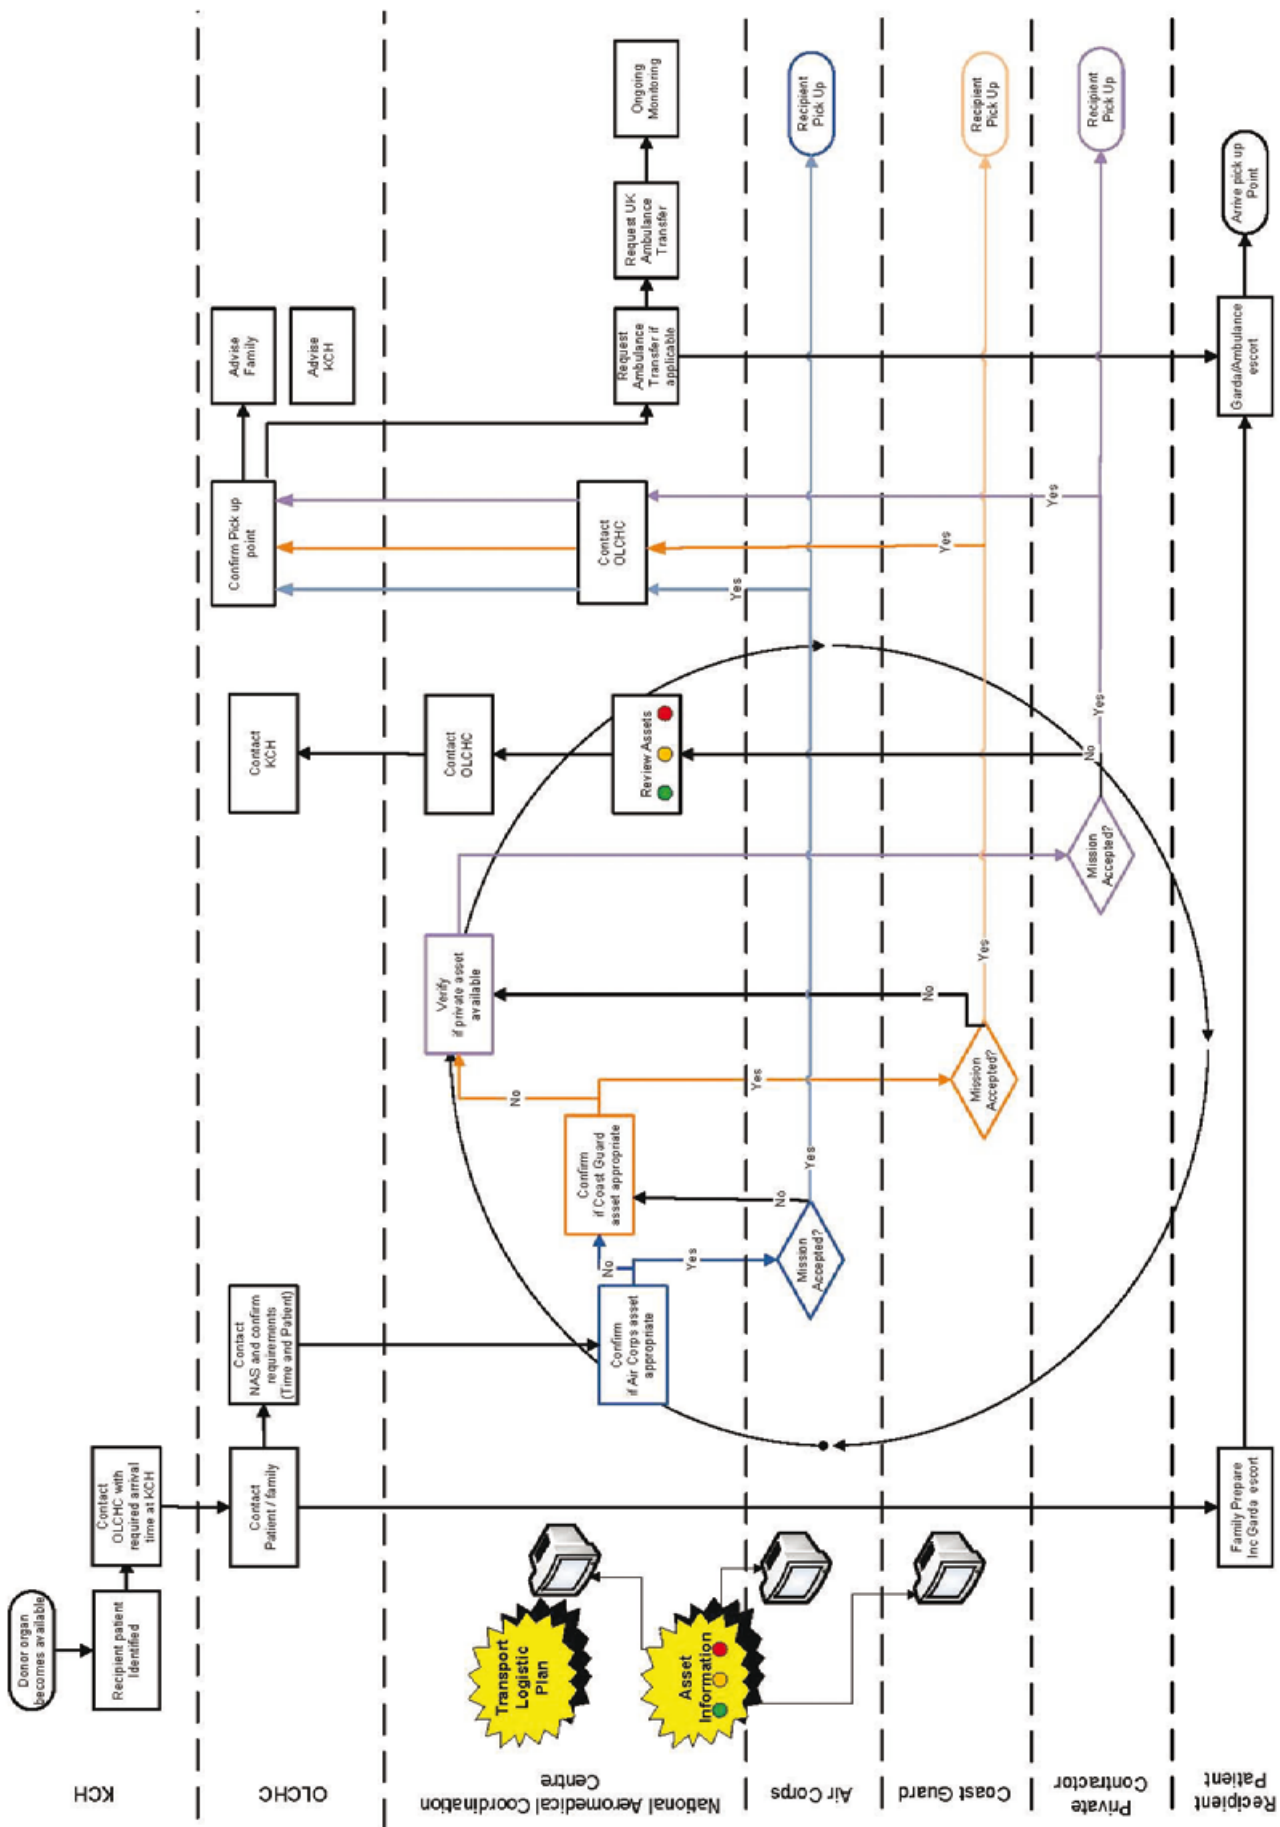 KCH
Donor organ
becomes available
Recipient patient
Identified
Contact
OLCHC with
required arrival
time at KCH
OLCHC
Contact
Patient / family
Contact
NAS and confirm
requirements
(Time and Patient)
Contact
KCH
Confirm Pick up
point
Advise
Family
Advise
KCH
National Aeromedical Coordination
Centre
Transport
Logistic
Plan
Asset
Information
Confirm
if Air Corps asset
appropriate
No
Yes
Confirm
if Coast Guard
asset appropriate
No
Yes
Verify
if private asset
available
Contact
OLCHC
Review Assets
Contact
OLCHC
Request
Ambulance
Transfer if
applicable
Request UK
Ambulance
Transfer
Ongoing
Monitoring
Air Corps
Mission
Accepted?
No
Yes
Yes
Recipient
Pick Up
Coast Guard
Mission
Accepted?
No
Yes
Yes
Recipient
Pick Up
Private
Contractor
Mission
Accepted?
No
Yes
Yes
Recipient
Pick Up
Recipient
Patient
Family Prepare
Inc Garda escort
Garda/Ambulance
escort
Arrive pick up
Point